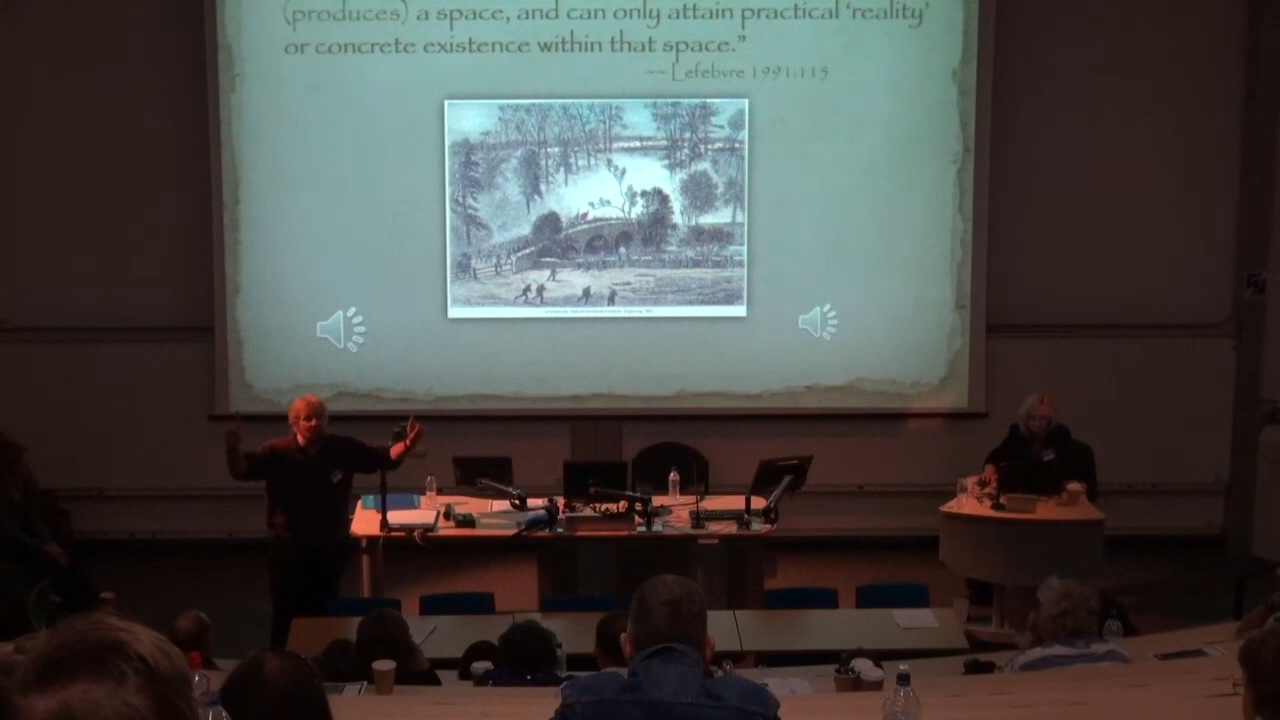 (produces) a space, and can only attain practical ‘reality’
or concrete existence within that space.”
-- Lefebvre 1991:115